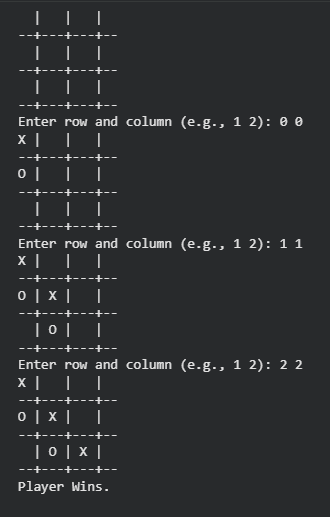 |   |   |
--+---+---+--
  |   |   |
--+---+---+--
  |   |   |
--+---+---+--
Enter row and column (e.g., 1 2): 0 0
X |   |   |
--+---+---+--
O |   |   |
--+---+---+--
  |   |   |
--+---+---+--
Enter row and column (e.g., 1 2): 1 1
X |   |   |
--+---+---+--
O | X |   |
--+---+---+--
  | O |   |
--+---+---+--
Enter row and column (e.g., 1 2): 2 2
X |   |   |
--+---+---+--
O | X |   |
--+---+---+--
  | O | X |
--+---+---+--
Player Wins.